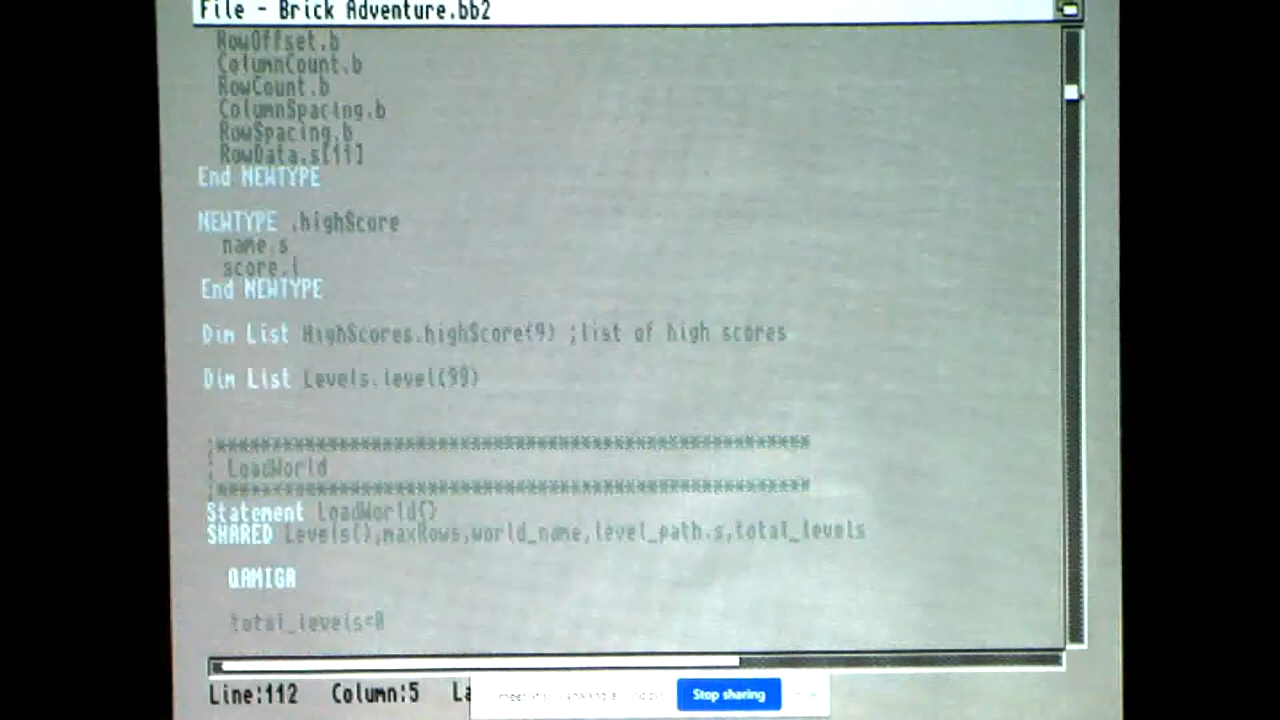 File - Brick Adventure.bb2
RowOffset.b
ColumnCount.b
RowCount.b
ColumnSpacing.b
RowSpacing.b
RowData.s[11]
End NEWTYPE
NEWTYPE .highScore
name.s
score.l
End NEWTYPE
Dim List HighScores.highScore(9) ;list of high scores
Dim List Levels.level(99)
; LoadWorld
Statement LoadWorld{}
SHARED Levels(),maxRows,world_name,level_path.s,total_levels
QAMIGA
total_levels=0
Line:112 Column:5 La
Stop sharing